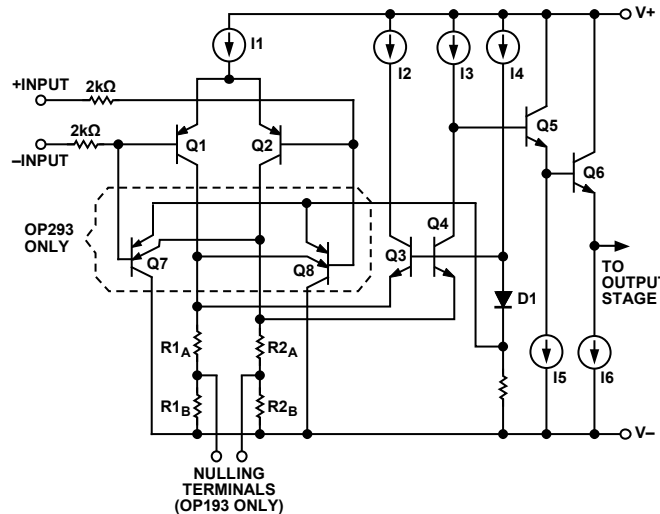 V+
I1
I2
I3
I4
+INPUT
2kΩ
Q5
2kΩ
–INPUT
Q1
Q2
Q6
OP293
ONLY
Q4
Q3
Q7
Q8
TO
OUTPUT
STAGE
D1
R1A
R2A
I5
I6
R1B
R2B
V–
NULLING
TERMINALS
(OP193 ONLY)